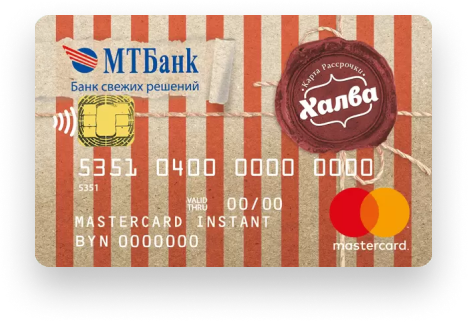 МТБанк
Банк свежих решений
Карта Рассрочки
Халва
5351 0400 0000 0000
5351
VALID THRU 00/00
MASTERCARD INSTANT
BYN 0000000
mastercard.